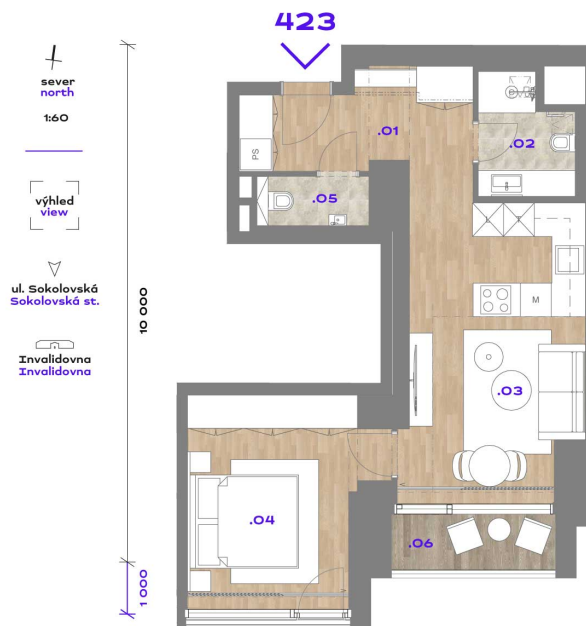 423
sever
north
1:60
výhled
view
ul. Sokolovská
Sokolovská st.
Invalidovna
Invalidovna
10 000
1 000
.01
.02
PS
.05
M
.03
.04
.06